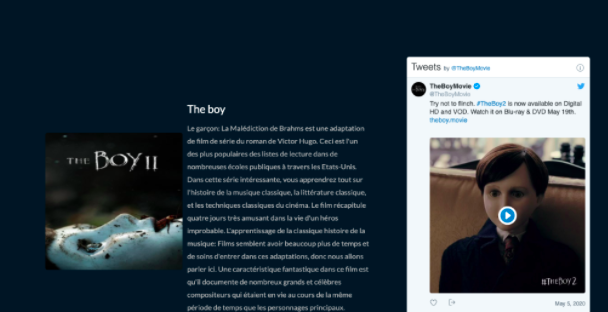 The boy
THE BOY II
Le garçon: La Malédiction de Brahms est une adaptation
de film de série du roman de Victor Hugo. Ceci est l'un
des plus populaires des listes de lecture dans de
nombreuses écoles publiques à travers les Etats-Unis.
Dans cette série intéressante, vous apprendrez tout sur
l'histoire de la musique classique, la littérature classique,
et les techniques classiques du cinéma. Le film récapitule
quatre jours très amusant dans la vie d'un héros
improbable. L'apprentissage de la classique histoire de la
musique: Films semblent avoir beaucoup plus de temps et
de soins d'entrer dans ces adaptations, donc nous allons
parler ici. Une caractéristique fantastique dans ce film est
qu'il documente de nombreux grands et célèbres
compositeurs qui étaient en vie au cours de la même
période de temps que les personnages principaux.
Tweets by @TheBoyMovie
TheBoyMovie
@TheBoyMovie
Try not to flinch. #TheBoy2 is now available on Digital
HD and VOD. Watch it on Blu-ray & DVD May 19th.
theboy.movie
#THEBOY2
May 5, 2020